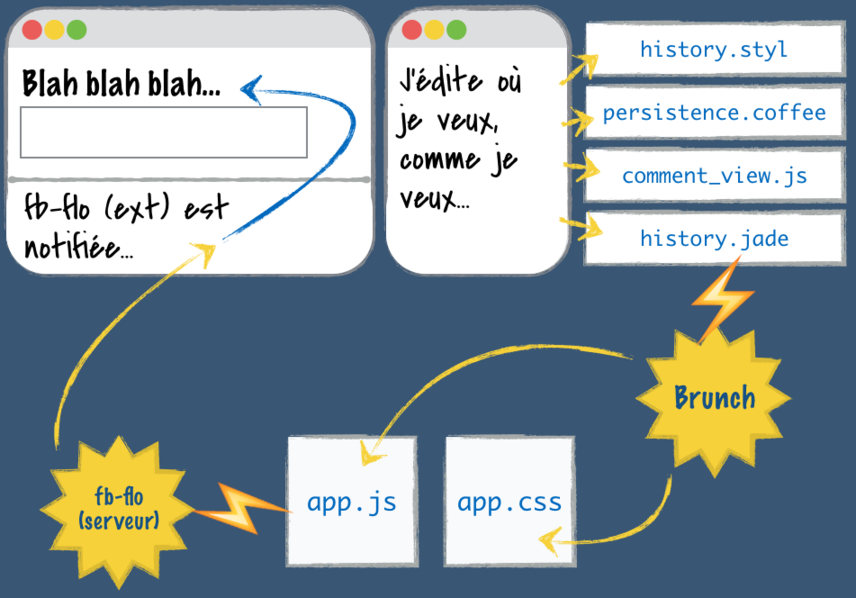 Blah blah blah...
fb-flo (ext) est
notifiée...
J'édite où
je veux,
comme je
veux...
history.styl
persistence.coffee
comment_view.js
history.jade
Brunch
fb-flo
(serveur)
app.js
app.css